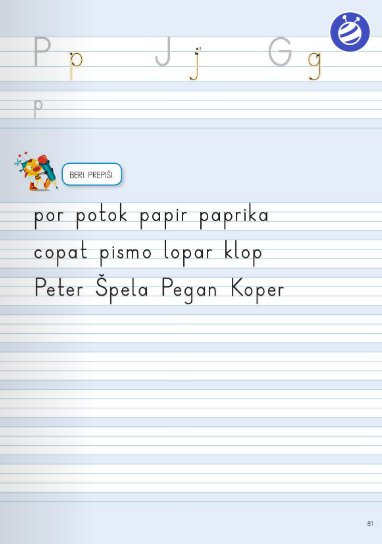 P p J j G g
p
BERI. PREPIŠI.
por potok papir paprika
copat pismo lopar klop
Peter Špela Pegan Koper
81